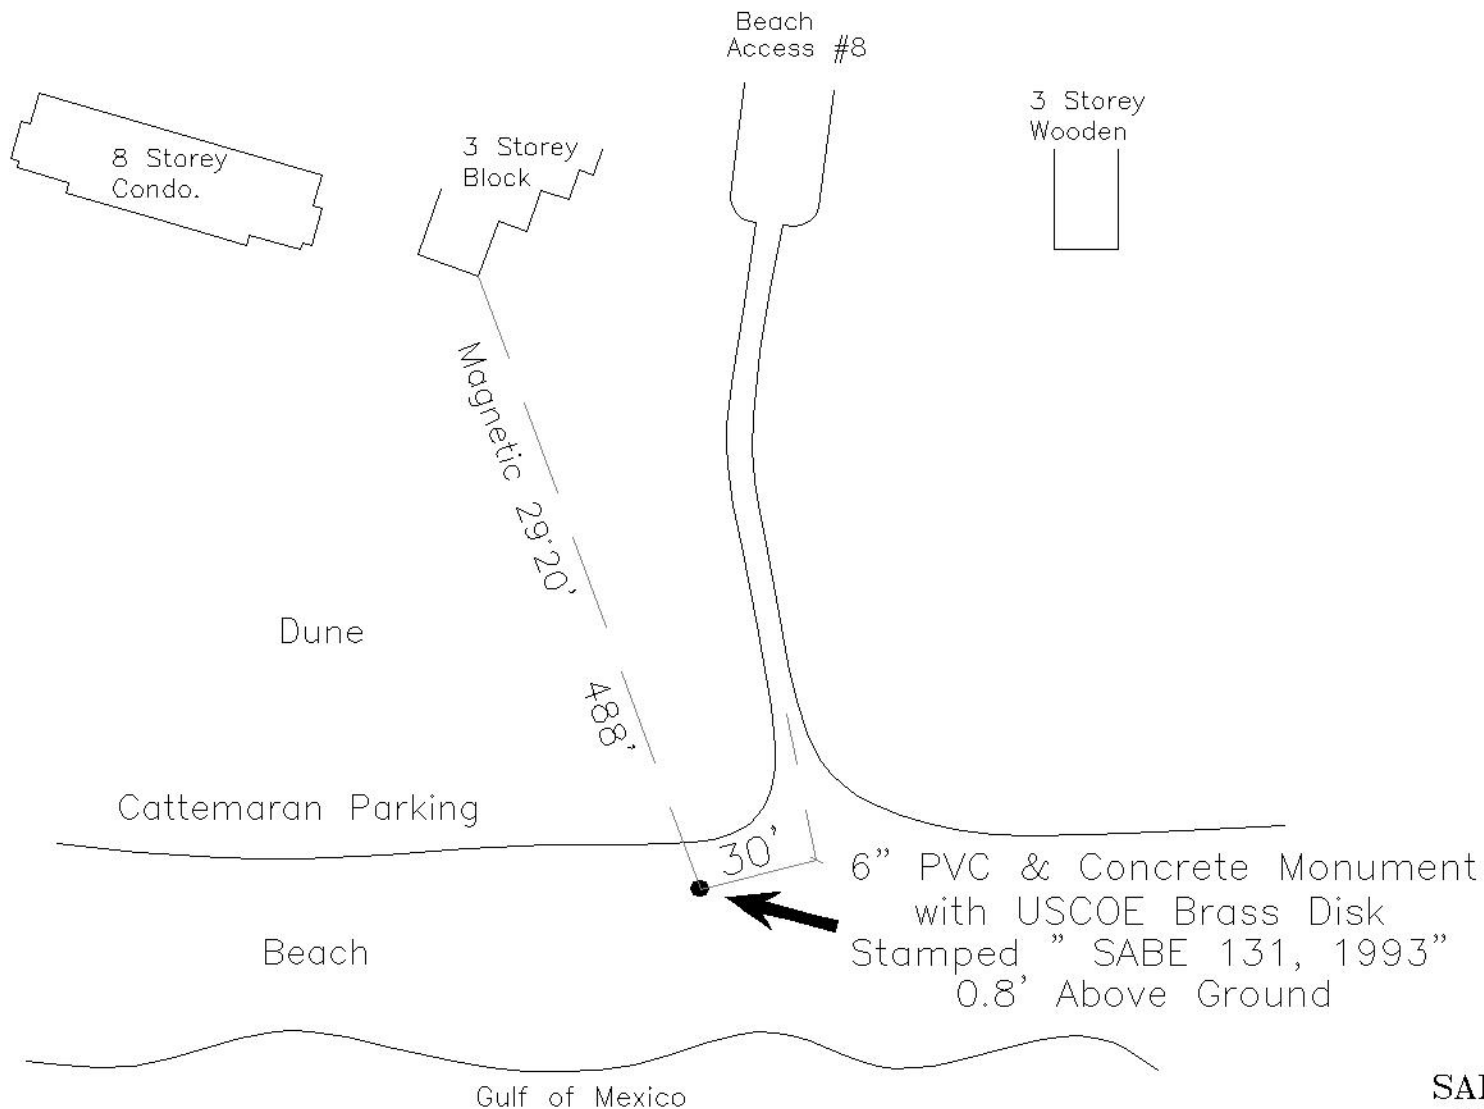 Beach
Access #8
3 Storey
Wooden
8 Storey
Condo.
3 Storey
Block
Magnetic 29°20'
488'
Dune
Cattemaran Parking
30'
6" PVC & Concrete Monument
with USCOE Brass Disk
Stamped " SABE 131, 1993"
0.8' Above Ground
Beach
Gulf of Mexico